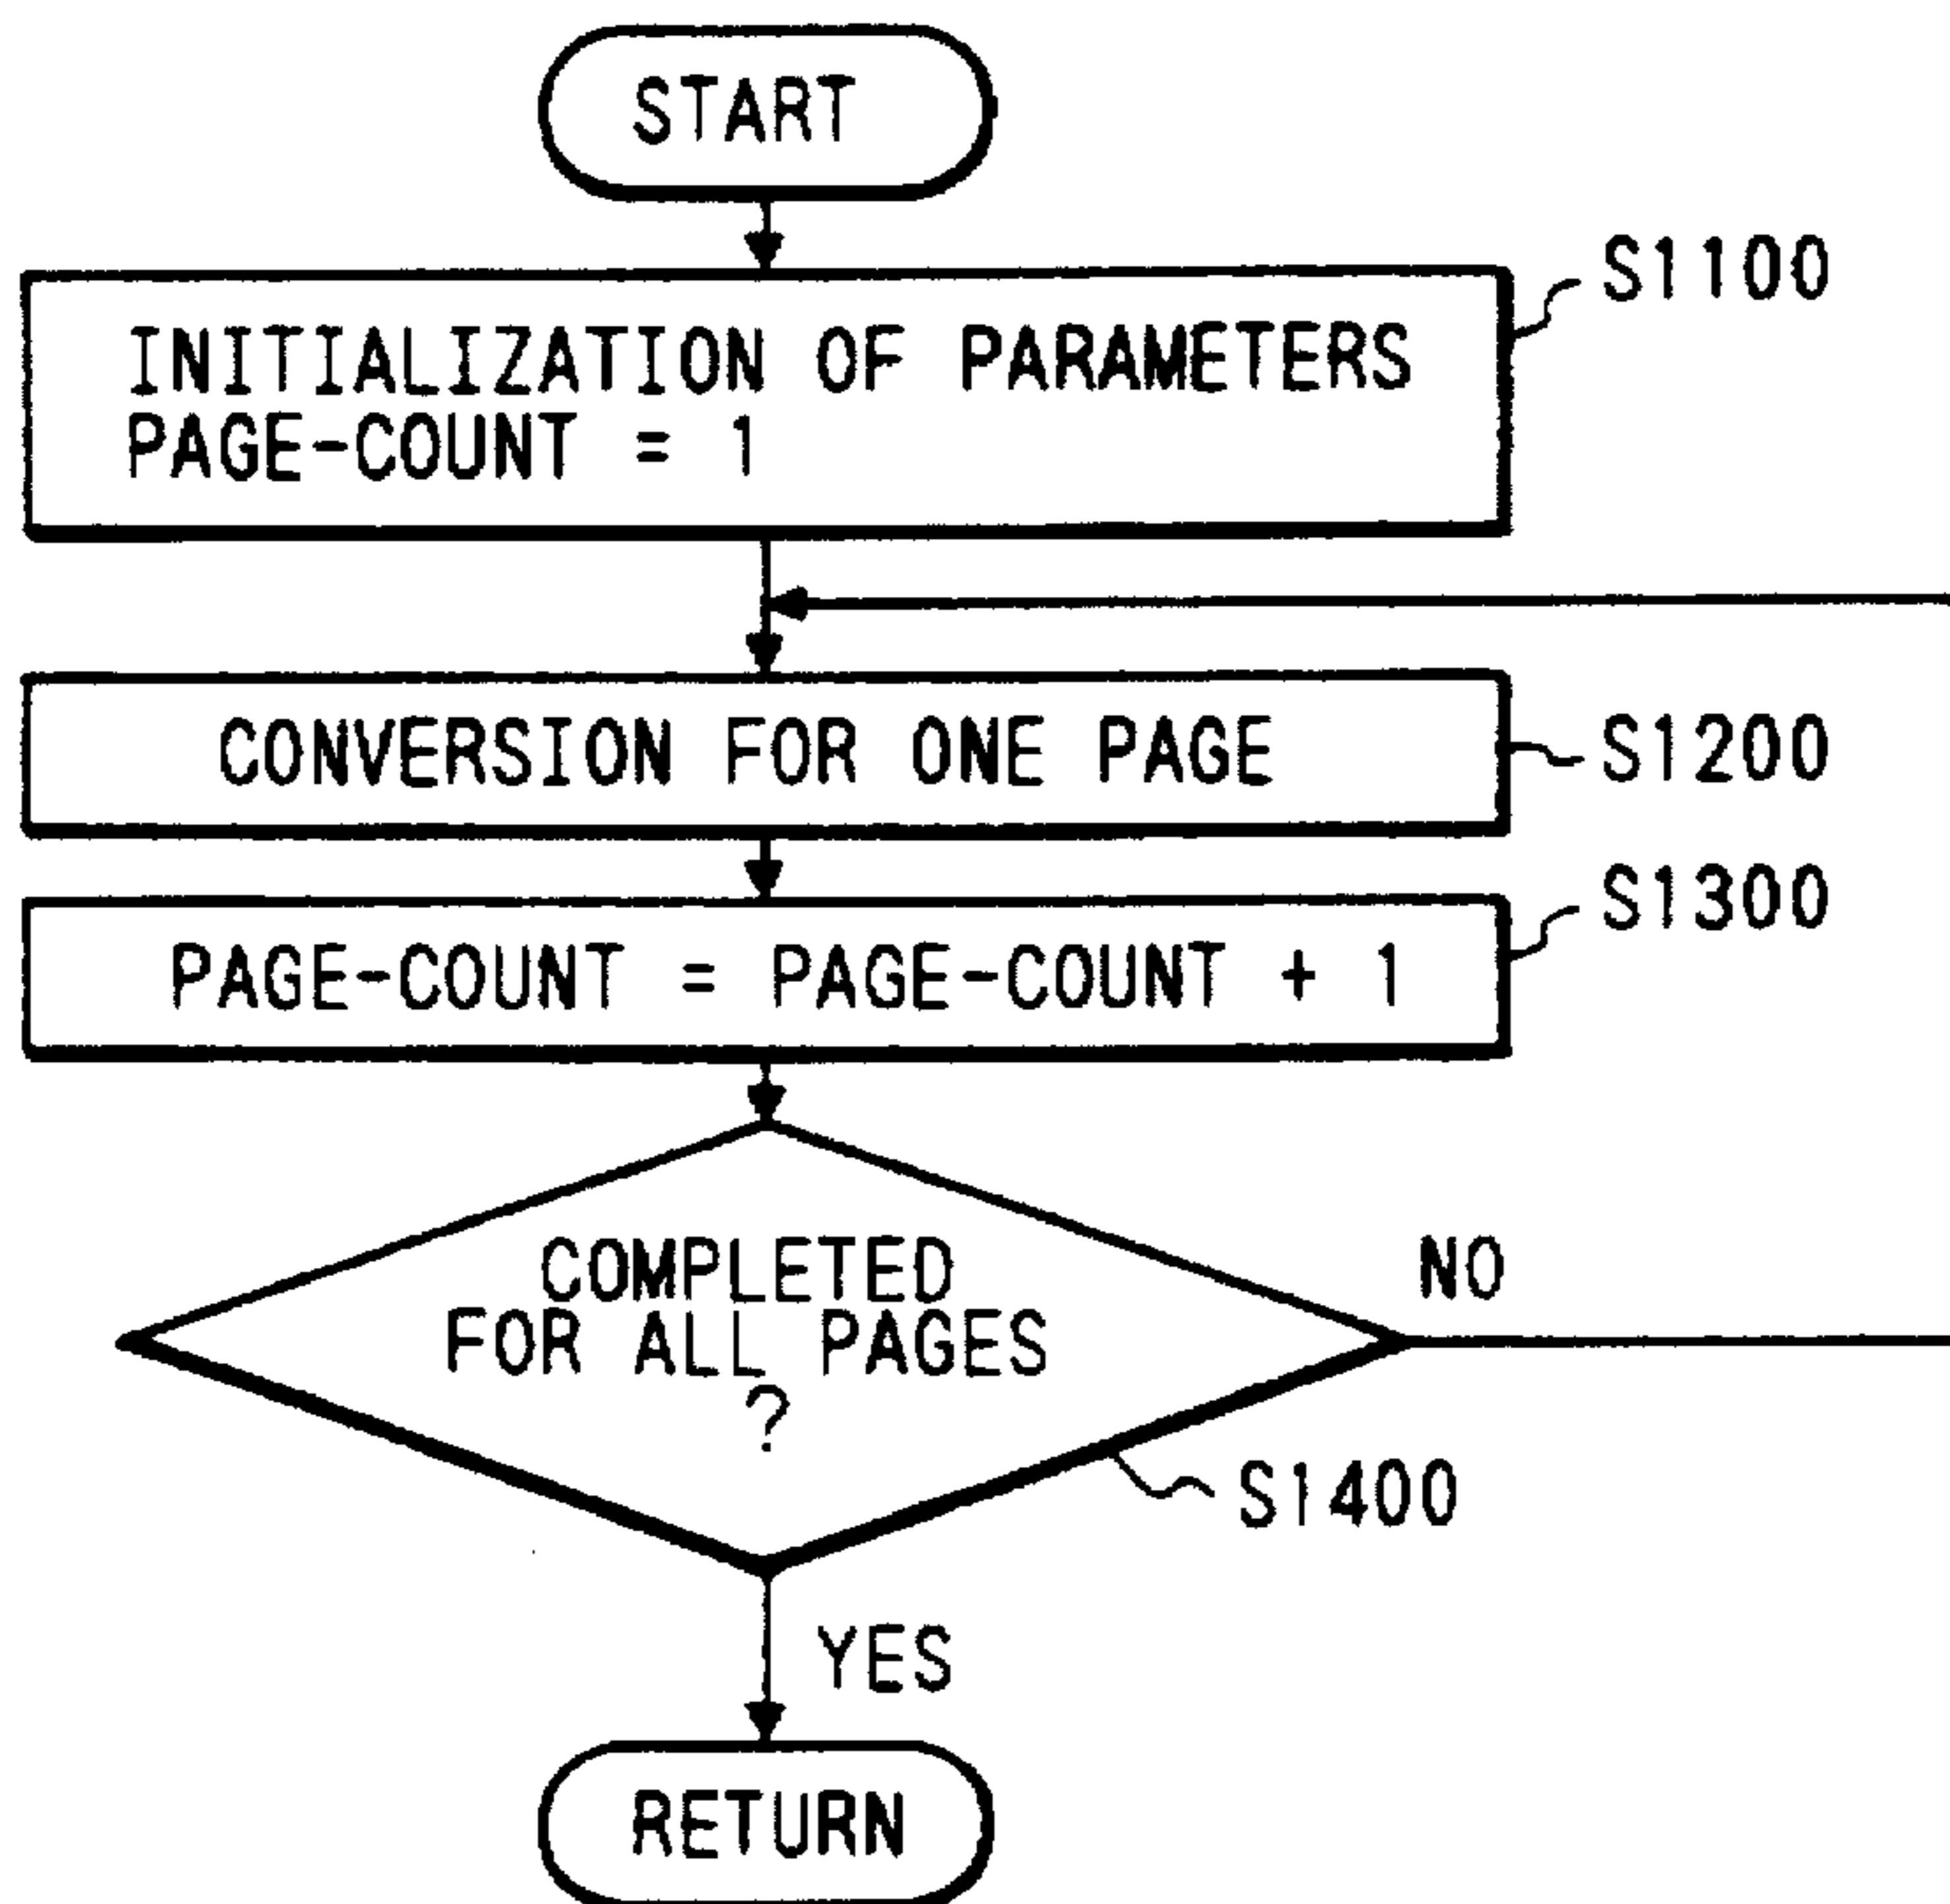 START
S1100
INITIALIZATION OF PARAMETERS
PAGE-COUNT = 1
CONVERSION FOR ONE PAGE
S1200
S1300
PAGE-COUNT = PAGE-COUNT + 1
COMPLETED
FOR ALL PAGES
?
NO
S1400
YES
RETURN